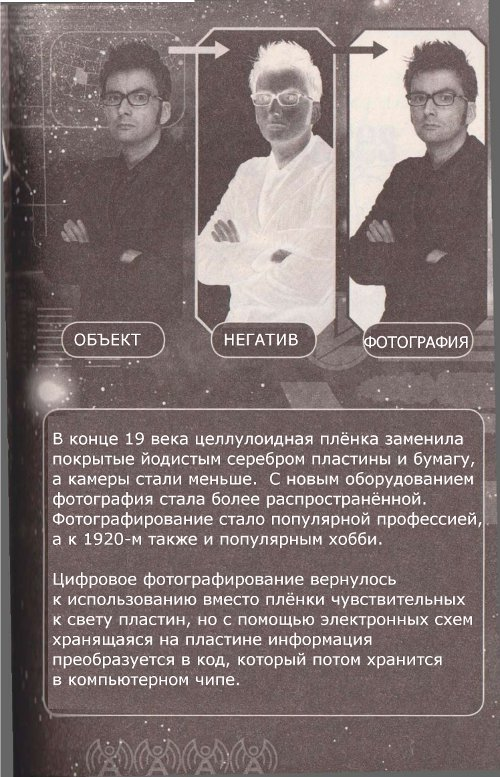 ОБЪЕКТ
НЕГАТИВ
ФОТОГРАФИЯ
В конце 19 века целлулоидная плёнка заменила
покрытые йодистым серебром пластины и бумагу,
а камеры стали меньше.  С новым оборудованием
фотография стала более распространённой.
Фотографирование стало популярной профессией,
а к 1920-м также и популярным хобби.
Цифровое фотографирование вернулось
к использованию вместо плёнки чувствительных
к свету пластин, но с помощью электронных схем
хранящаяся на пластине информация
преобразуется в код, который потом хранится
в компьютерном чипе.